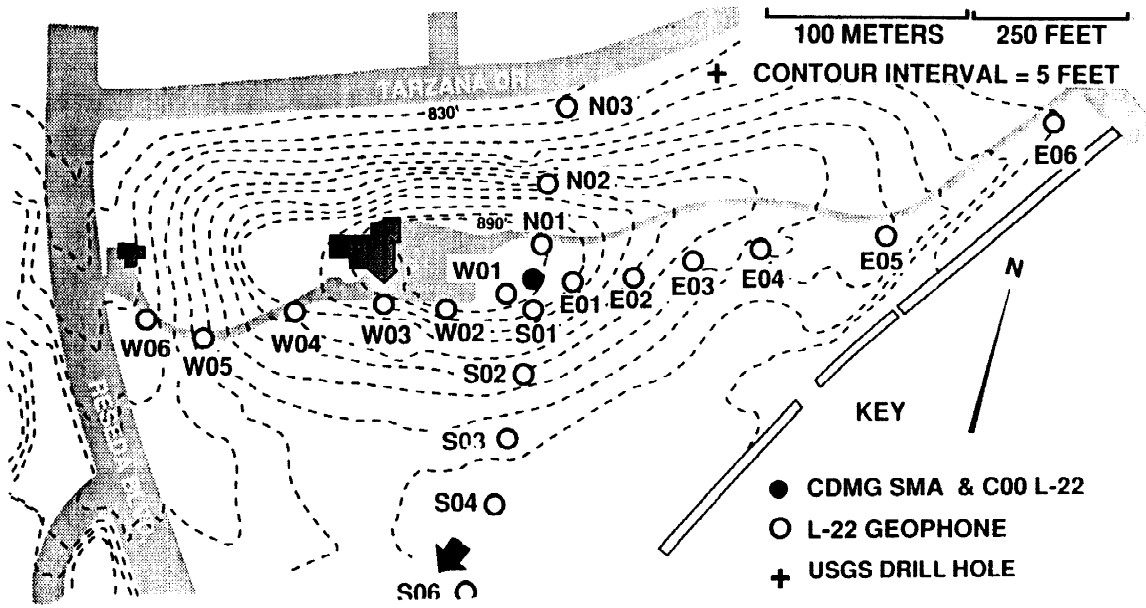 100 METERS 250 FEET
CONTOUR INTERVAL = 5 FEET
TARZANA DR.
830'
N03
E06
N02
890'
N01
W01
E01
E02
E03
E04
E05
N
W06
W05
W04
W03
W02
S01
S02
RESEDA BLVD.
S03
KEY
S04
CDMG SMA & C00 L-22
L-22 GEOPHONE
USGS DRILL HOLE
S06